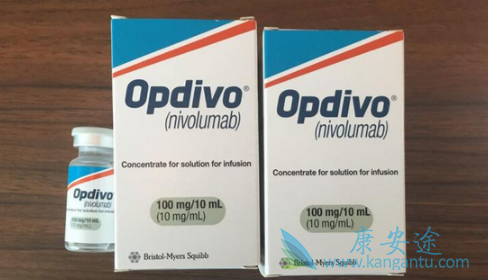 Opdivo®
(nivolumab)
Concentrate for solution for infusion
100 mg/10 mL
(10 mg/mL)
Bristol-Myers Squibb
Opdivo®
(nivolumab)
Concentrate for solution for infusion
100 mg/10 mL
(10 mg/mL)
Bristol-Myers Squibb
Opdivo
(nivolumab)
100 mg/10 mL
(10 mg/mL)
康安途
www.kangantu.com